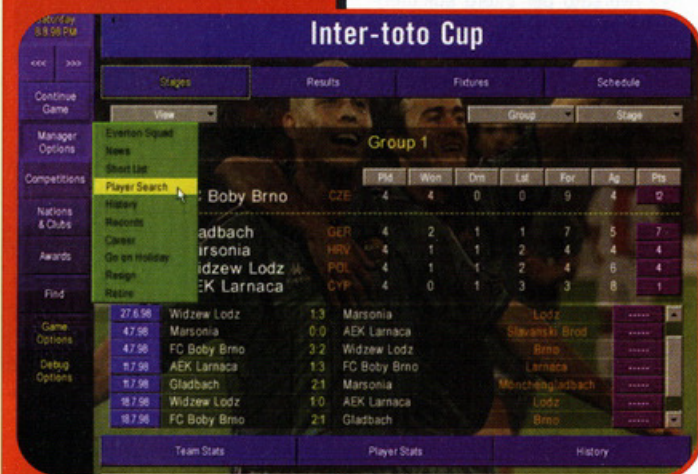 Saturday
8.8.98 PM
Inter-toto Cup
<<< >>>
Stages Results Fixtures Schedule
Continue
Game
View Group Stage
Manager
Options
Everton Squad
News
Short List
Player Search
History
Records
Career
Go on Holiday
Resign
Retire
Group 1
Pld Won Drn Lst For Ag Pts
Competitions
C Boby Brno CZE 4 4 0 0 9 4 12
Nations
& Clubs
ladbach GER 4 2 1 1 7 5 7
arsonia HRV 4 1 1 2 4 4 4
Awards
idzew Lodz POL 4 1 1 2 4 6 4
EK Larnaca CYP 4 0 1 3 3 8 1
Find
27.6.98 Widzew Lodz 1:3 Marsonia Lodz -----
Game
Options
4.7.98 Marsonia 0:0 AEK Larnaca Slavanski Brod -----
4.7.98 FC Boby Brno 3:2 Widzew Lodz Brno -----
Debug
Options
11.7.98 AEK Larnaca 1:3 FC Boby Brno Larnaca -----
11.7.98 Gladbach 2:1 Marsonia Monchengladbach -----
18.7.98 Widzew Lodz 1:0 AEK Larnaca Lodz -----
18.7.98 FC Boby Brno 2:1 Gladbach Brno -----
Team Stats Player Stats History